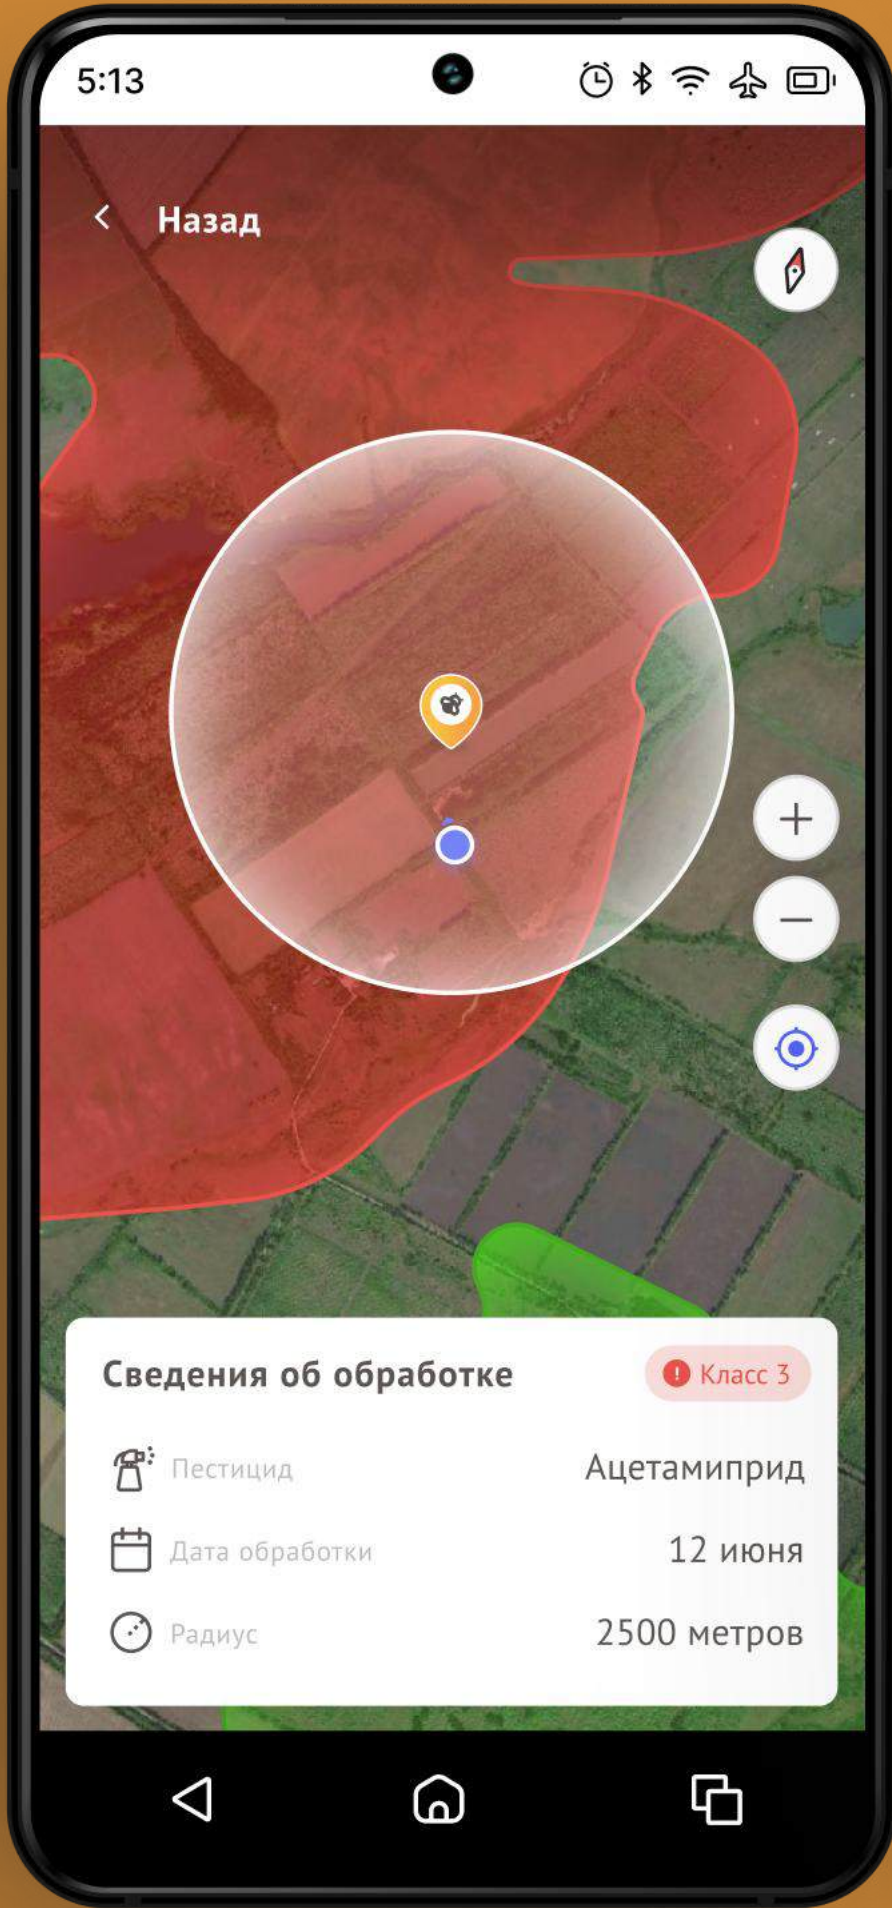 5:13
Назад
Сведения об обработке
Класс 3
Пестицид
Ацетамиприд
Дата обработки
12 июня
Радиус
2500 метров